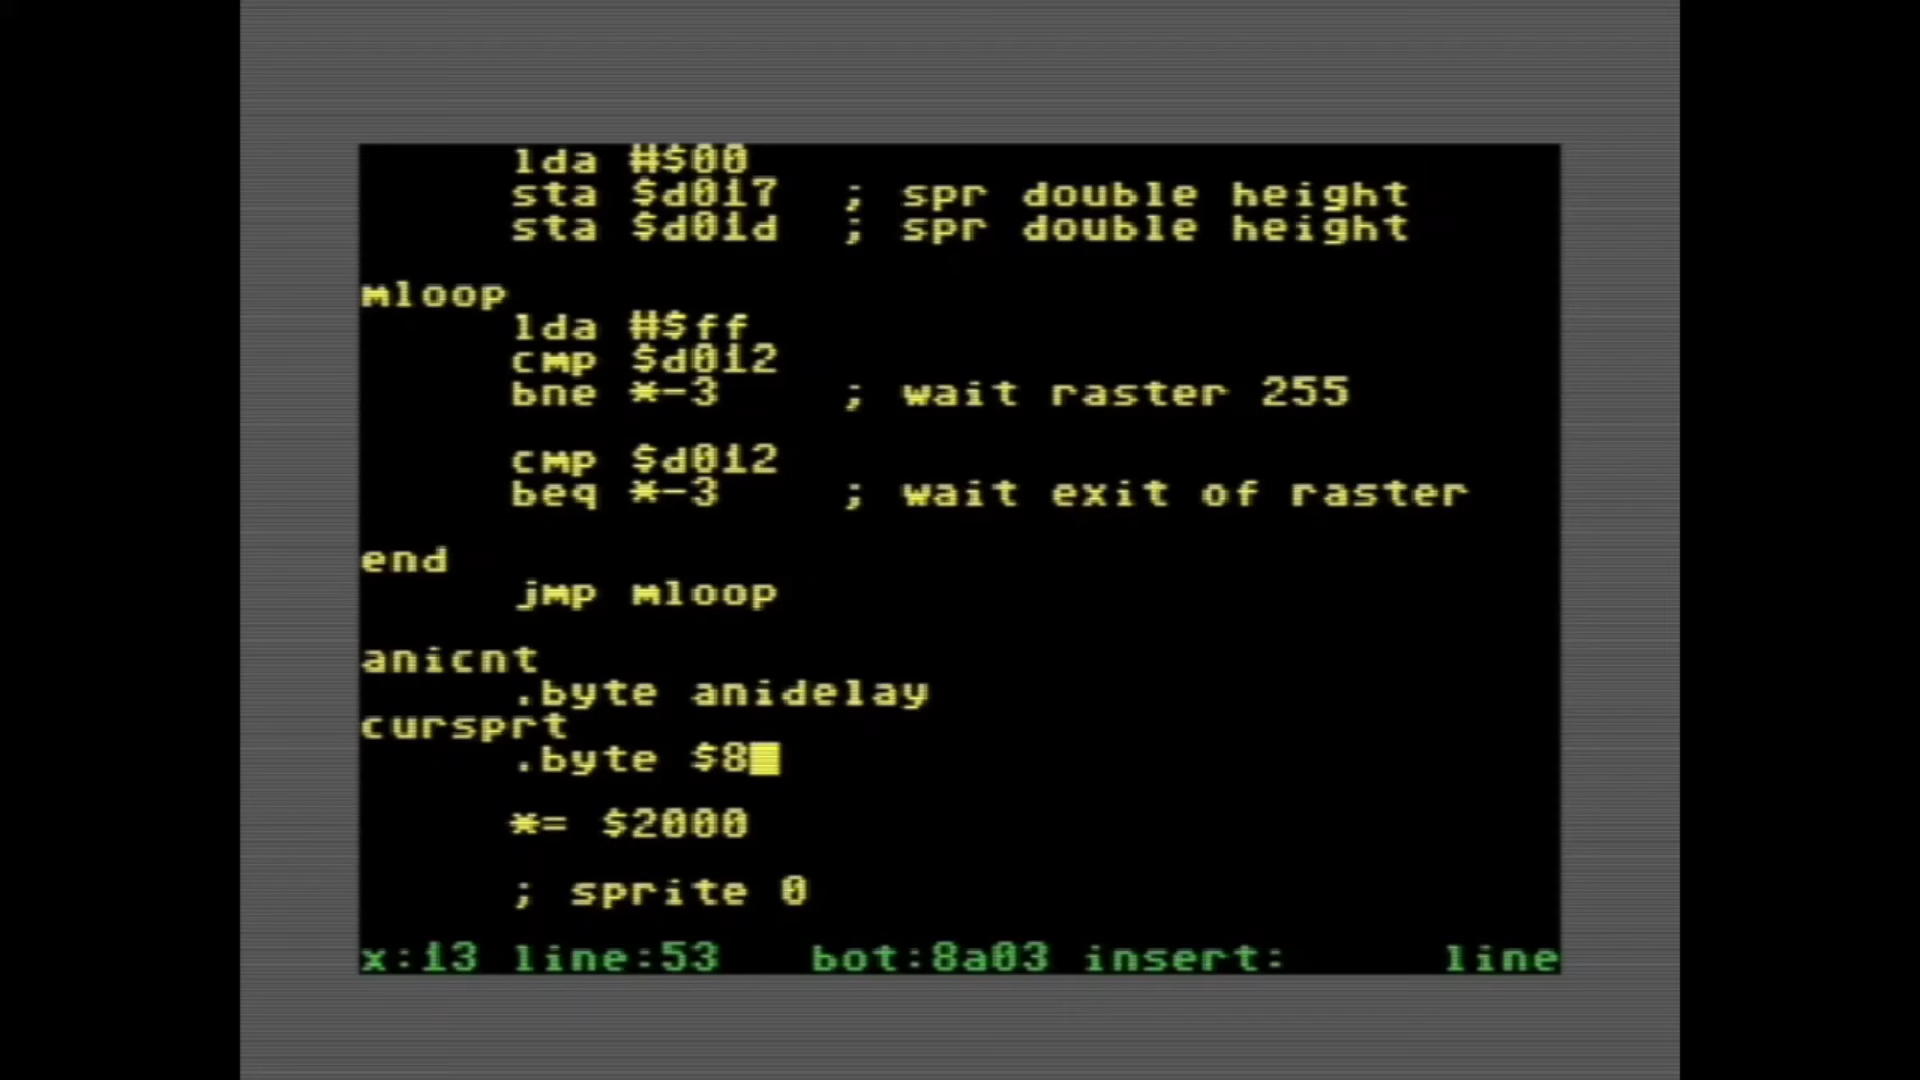 lda #$00
sta $d017 ; spr double height
sta $d01d ; spr double height
mloop
lda #$ff
cmp $d012
bne *-3 ; wait raster 255
cmp $d012
beq *-3 ; wait exit of raster
end
jmp mloop
anicnt
.byte anidelay
cursprt
.byte $8
*= $2000
; sprite 0
x:13 line:53 bot:8a03 insert: line